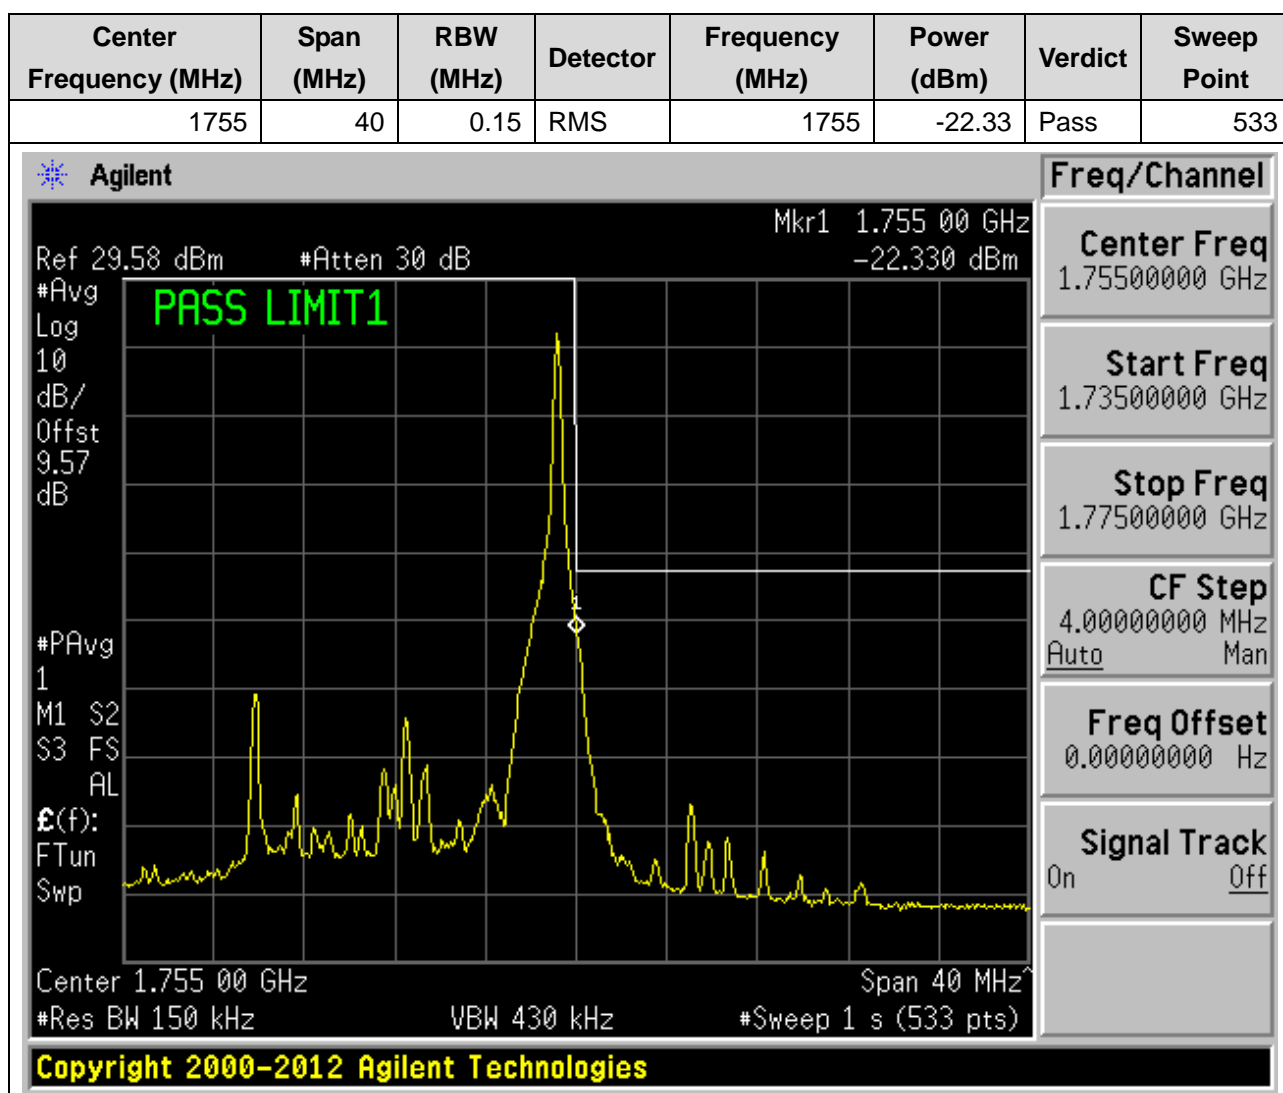 Center Frequency (MHz) Span (MHz) RBW (MHz) Detector Frequency (MHz) Power (dBm) Verdict Sweep Point
1755 40 0.15 RMS 1755 -22.33 Pass 533
Agilent
Freq/Channel
Mkr1 1.755 00 GHz
Ref 29.58 dBm #Atten 30 dB -22.330 dBm
#Avg
Log
10
dB/
Offst
9.57
dB
PASS LIMIT1
1
#PAvg
1
M1 S2
S3 FS
AL
£(f):
FTun
Swp
Center 1.755 00 GHz Span 40 MHz^
#Res BW 150 kHz VBW 430 kHz #Sweep 1 s (533 pts)
Center Freq
1.75500000 GHz
Start Freq
1.73500000 GHz
Stop Freq
1.77500000 GHz
CF Step
4.00000000 MHz
Auto Man
Freq Offset
0.00000000 Hz
Signal Track
On Off
Copyright 2000-2012 Agilent Technologies